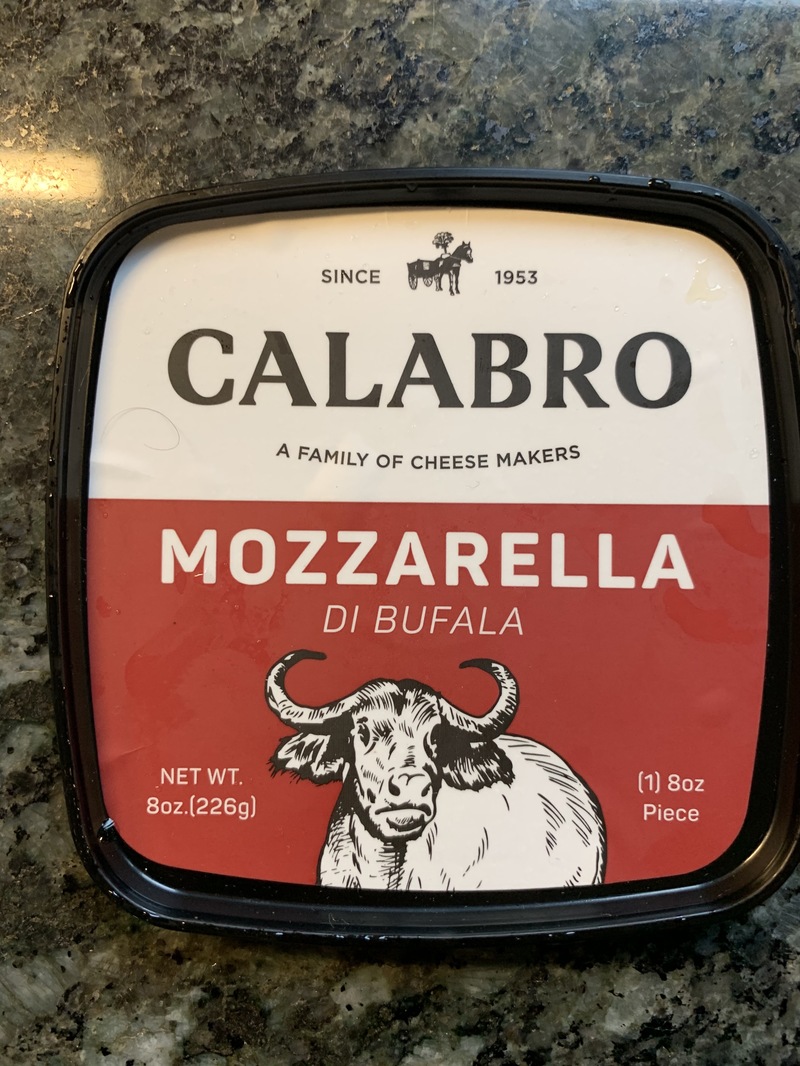 SINCE 1953
CALABRO
A FAMILY OF CHEESE MAKERS
MOZZARELLA
DI BUFALA
NET WT.
8oz.(226g)
(1) 8oz
Piece